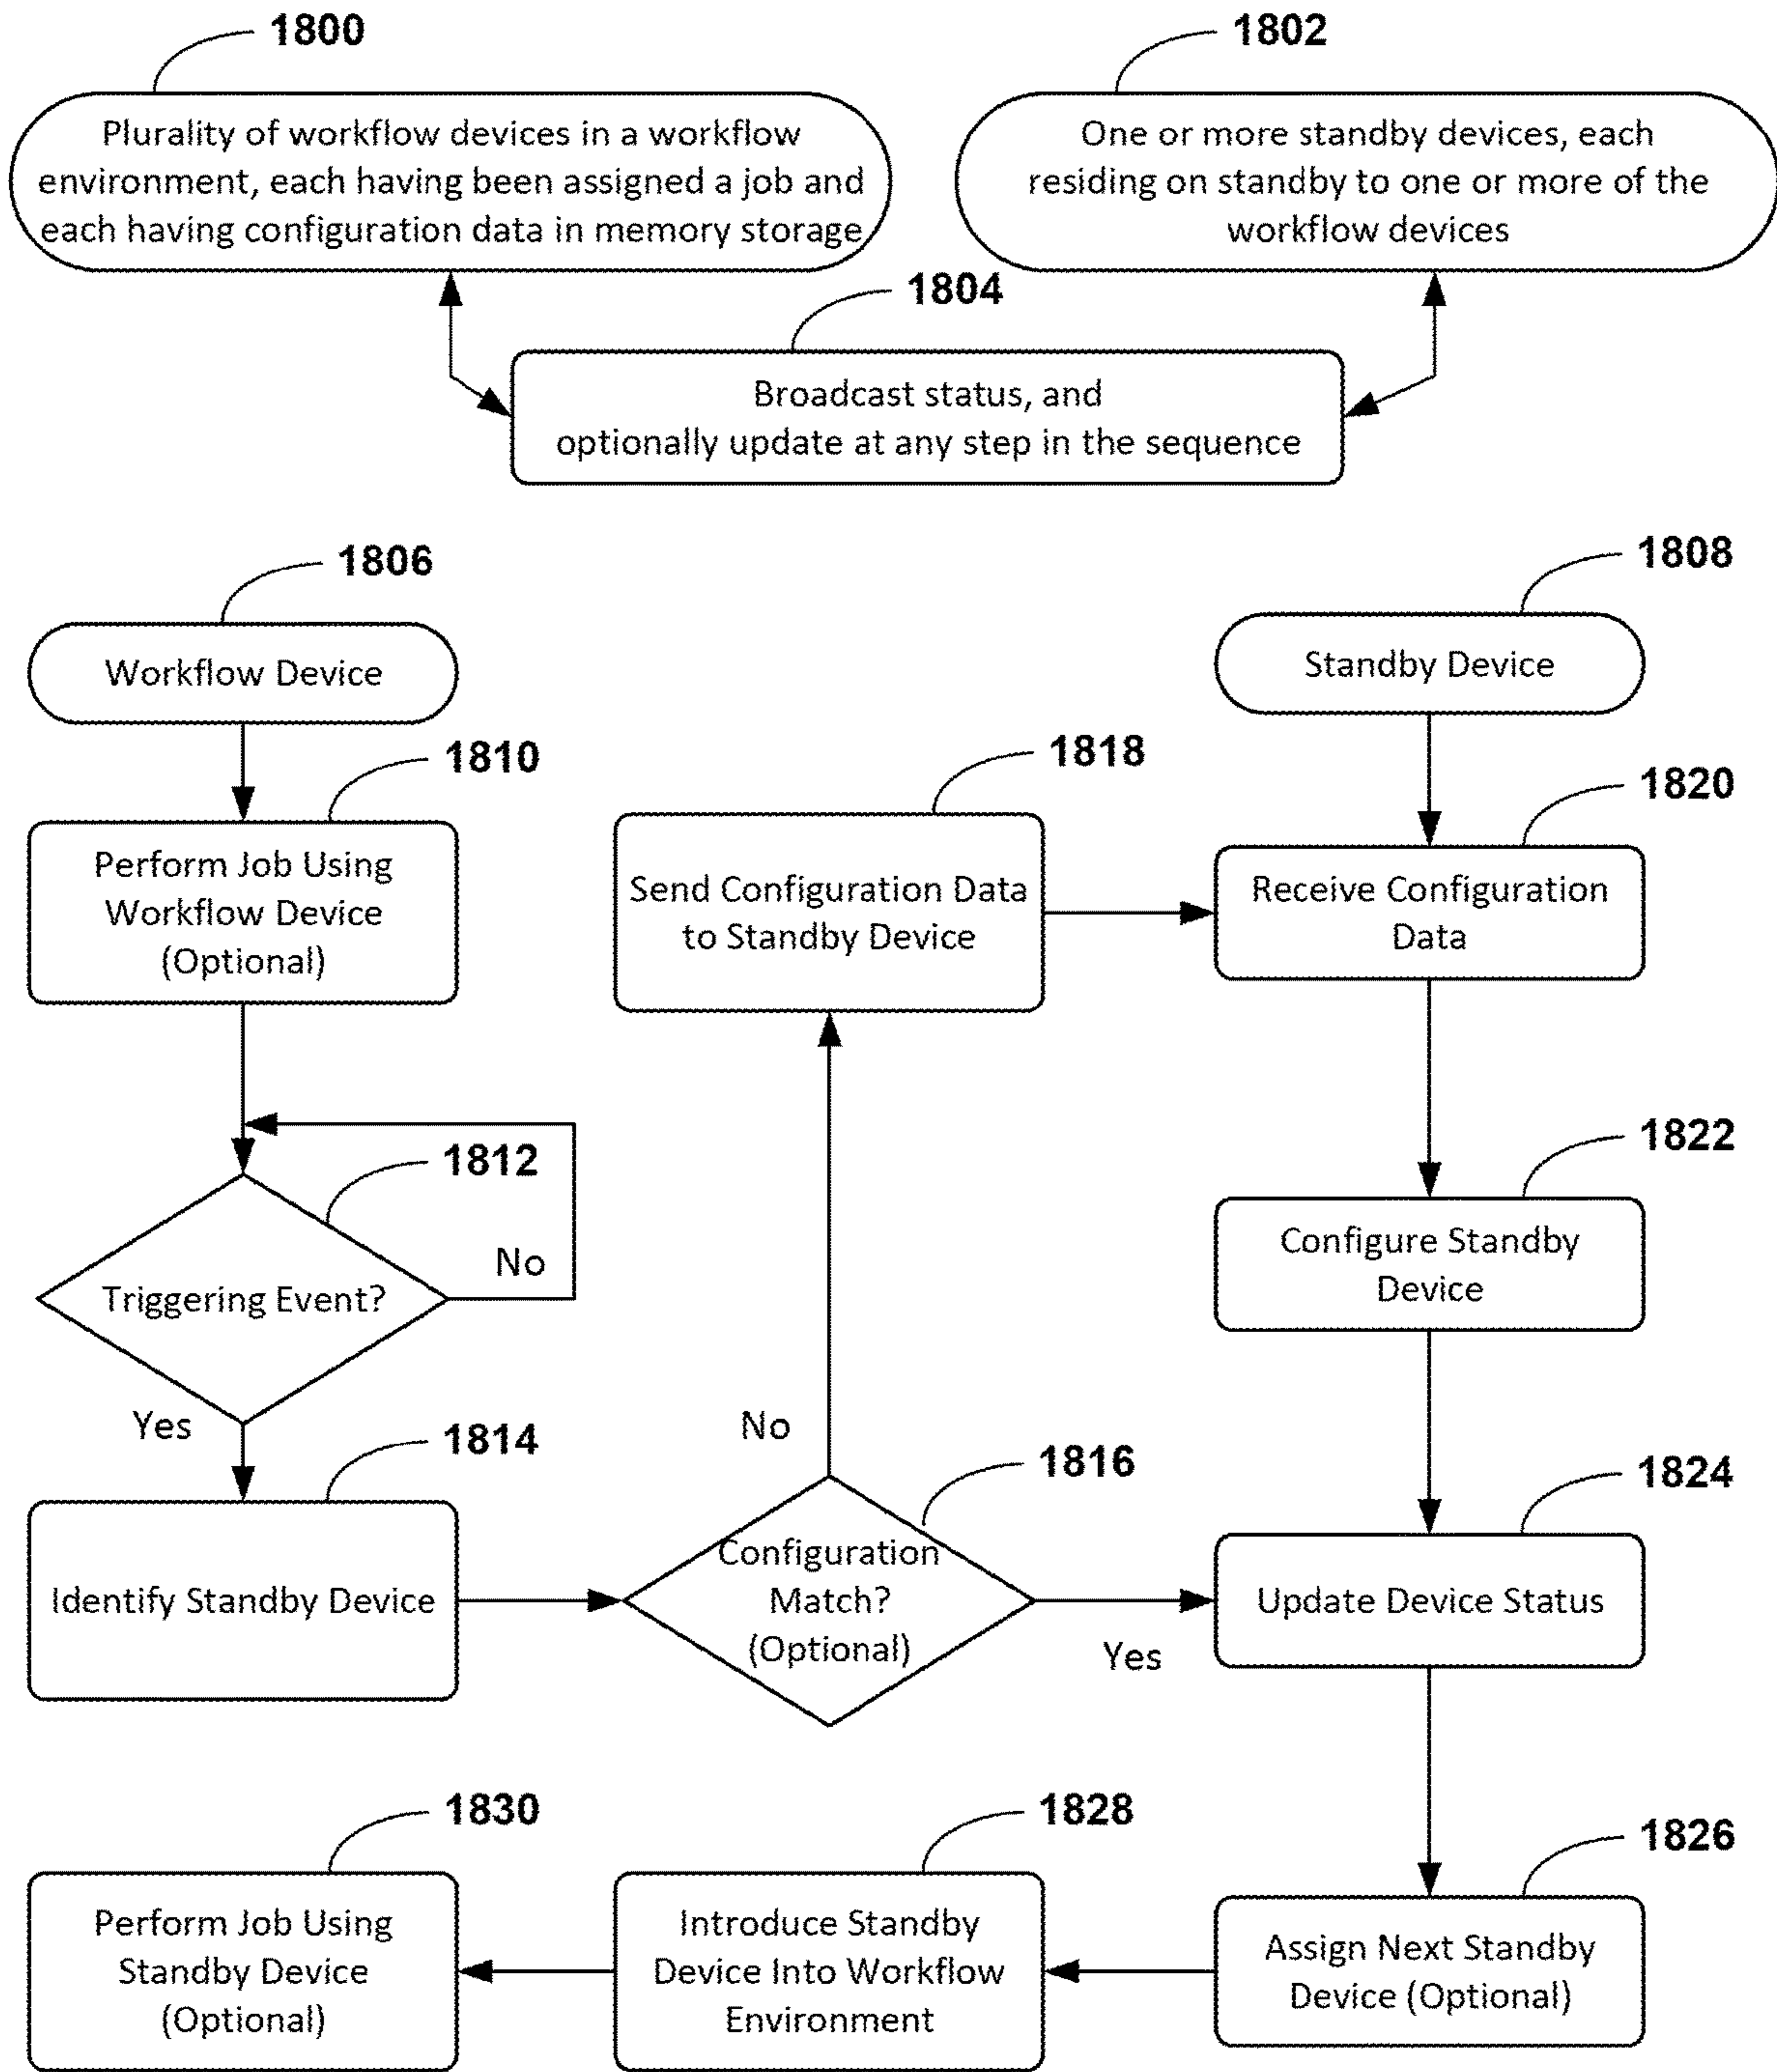 1800
Plurality of workflow devices in a workflow
environment, each having been assigned a job and
each having configuration data in memory storage
1802
One or more standby devices, each
residing on standby to one or more of the
workflow devices
1804
Broadcast status, and
optionally update at any step in the sequence
1806
Workflow Device
1808
Standby Device
1810
Perform Job Using
Workflow Device
(Optional)
1818
Send Configuration Data
to Standby Device
1820
Receive Configuration
Data
1812
Triggering Event?
No
Yes
1822
Configure Standby
Device
1814
Identify Standby Device
No
1816
Configuration
Match?
(Optional)
Yes
1824
Update Device Status
1830
Perform Job Using
Standby Device
(Optional)
1828
Introduce Standby
Device Into Workflow
Environment
1826
Assign Next Standby
Device (Optional)